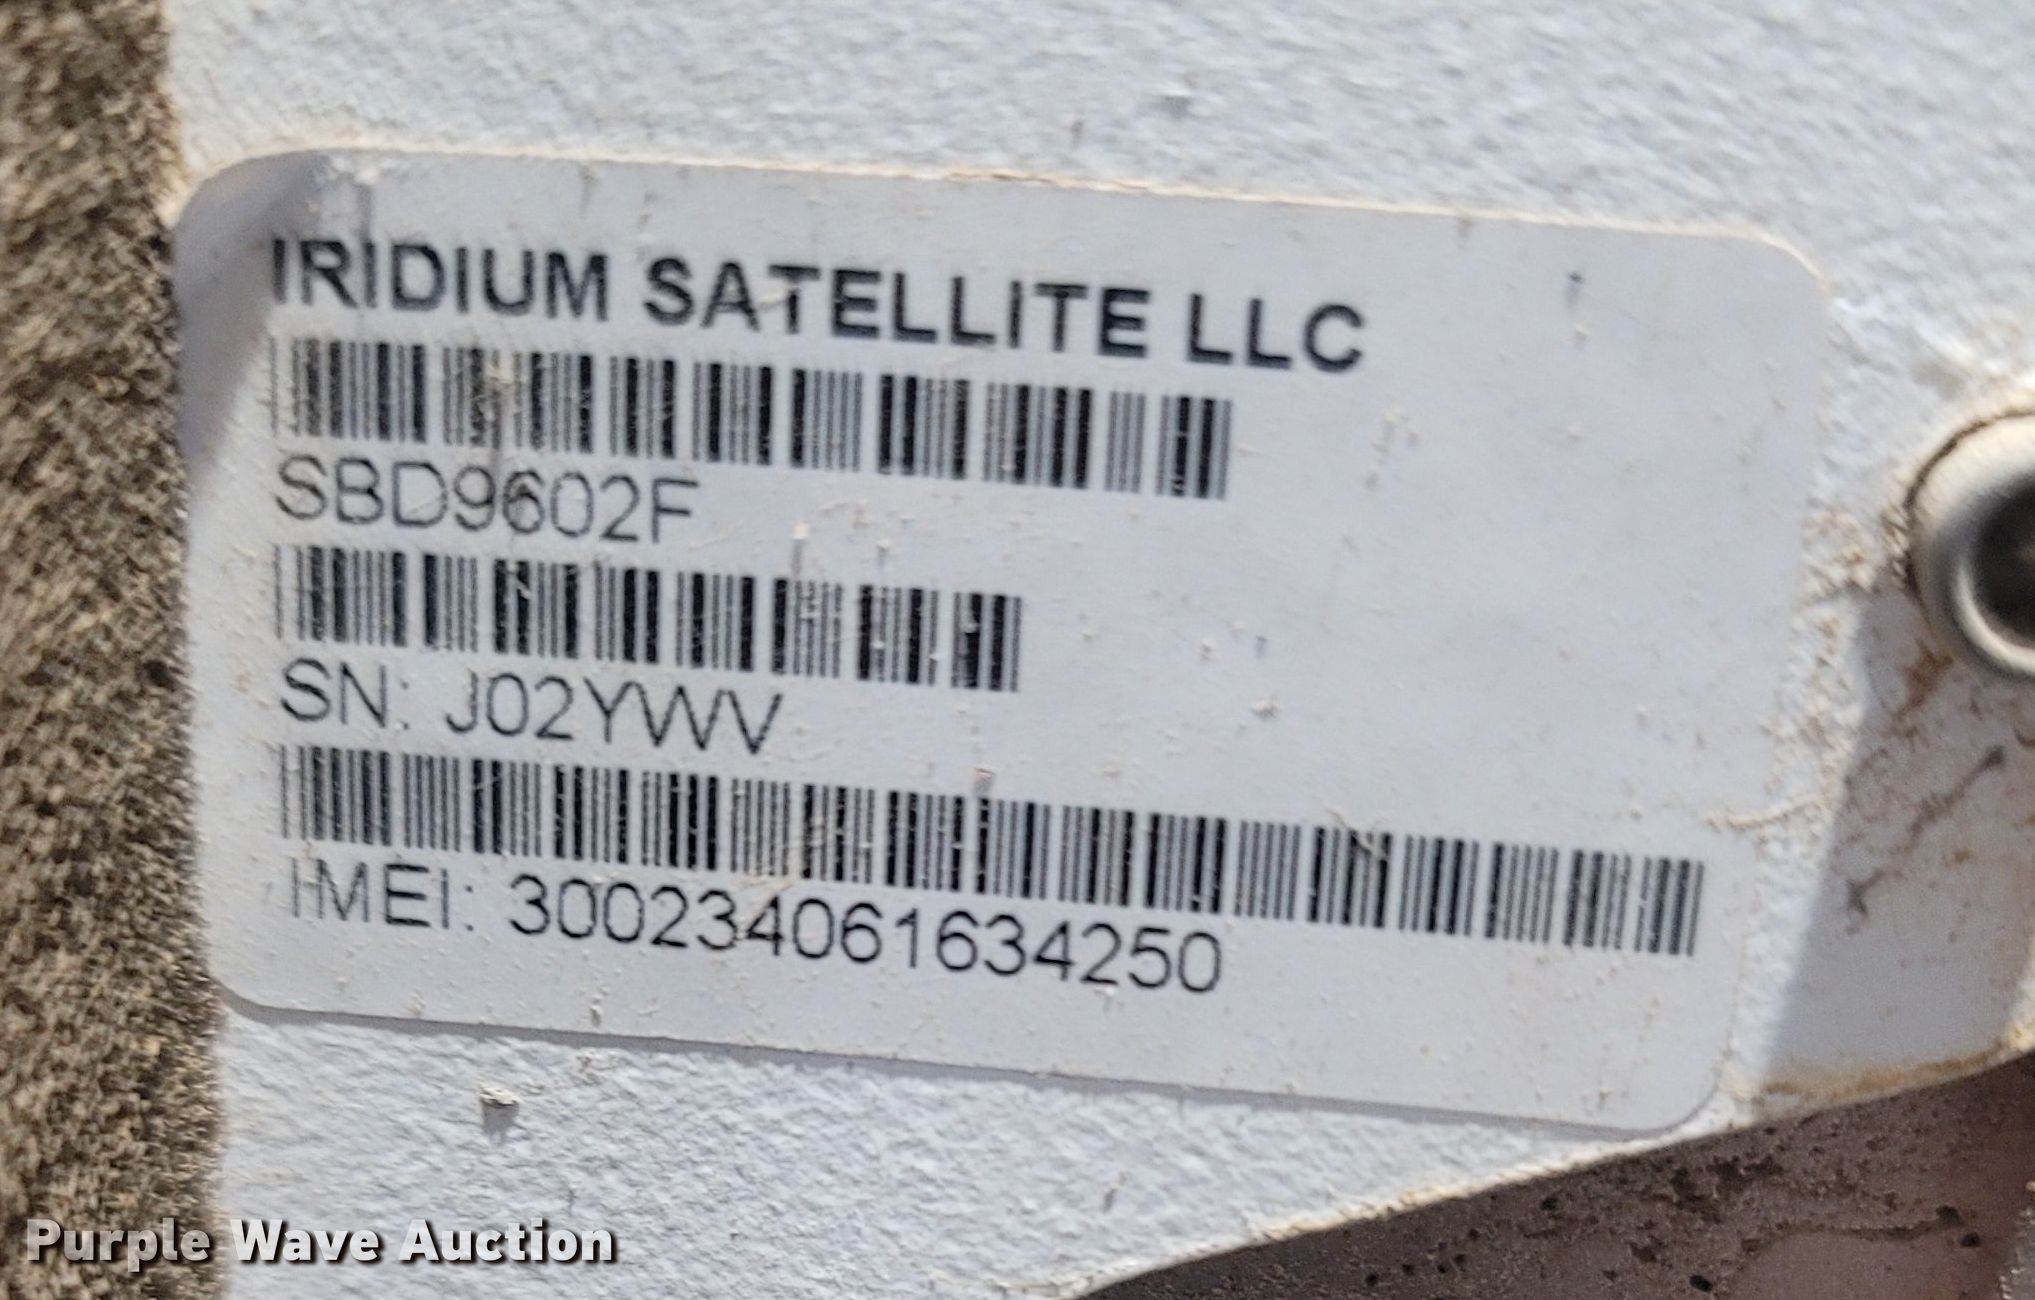 IRIDIUM SATELLITE LLC
SBD9602F
SN: J02YWV
IMEI: 300234061634250
Purple Wave Auction